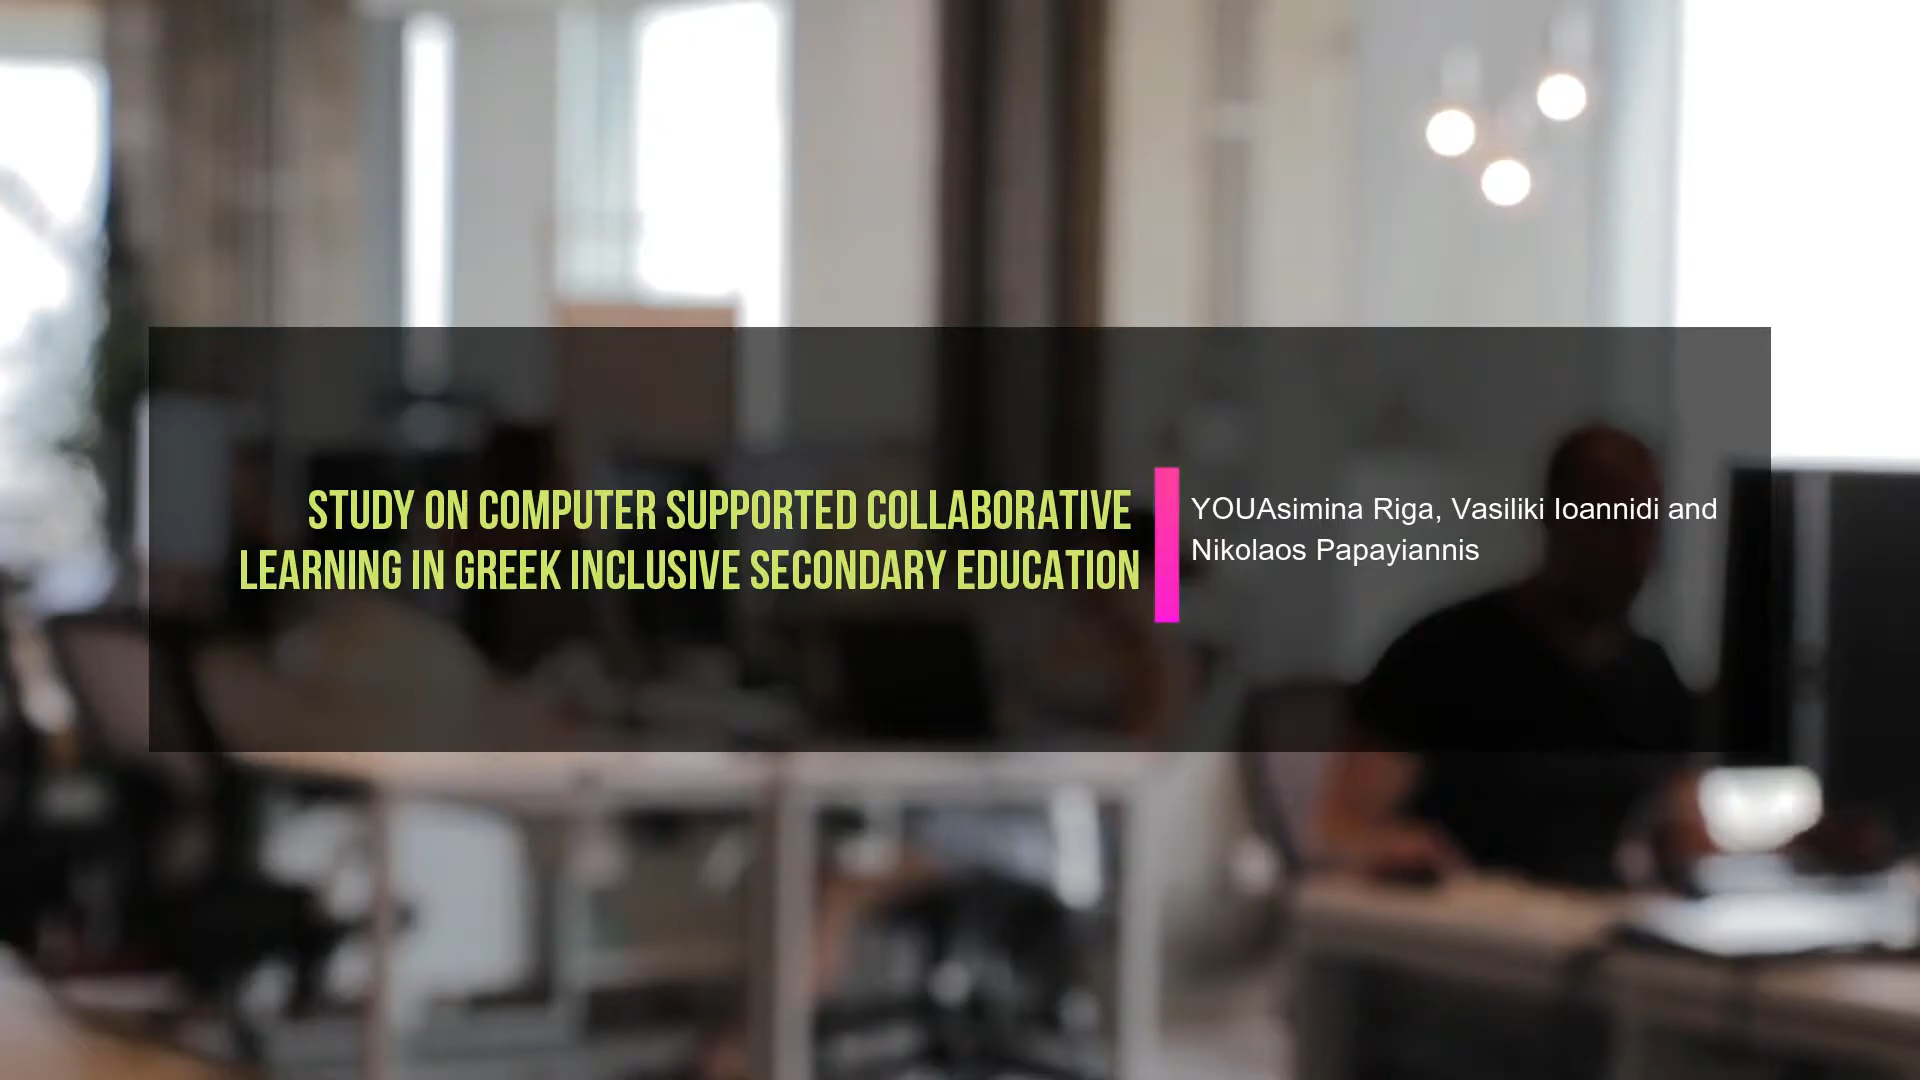 STUDY ON COMPUTER SUPPORTED COLLABORATIVE
LEARNING IN GREEK INCLUSIVE SECONDARY EDUCATION
YOUAsimina Riga, Vasiliki Ioannidi and
Nikolaos Papayiannis